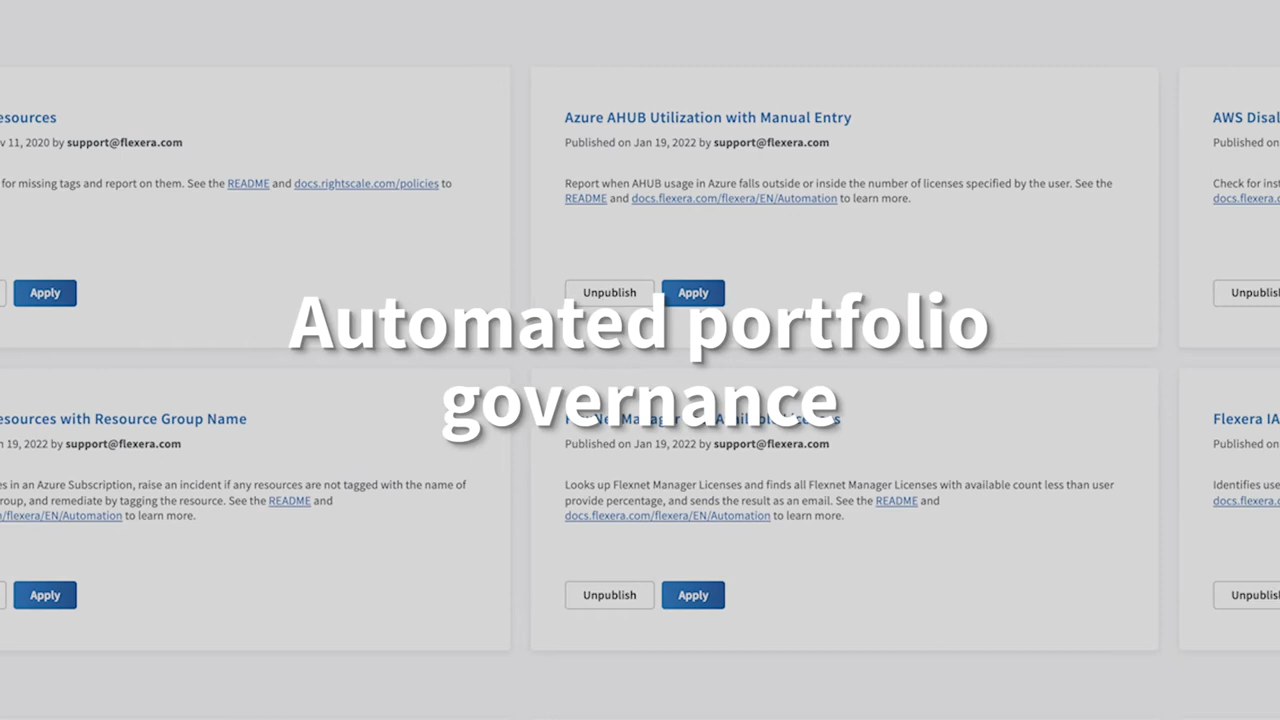 esources
v 11, 2020 by support@flexera.com
for missing tags and report on them. See the README and docs.rightscale.com/policies to
Apply
Azure AHUB Utilization with Manual Entry
Published on Jan 19, 2022 by support@flexera.com
Report when AHUB usage in Azure falls outside or inside the number of licenses specified by the user. See the
README and docs.flexera.com/flexera/EN/Automation to learn more.
Unpublish Apply
AWS Disal
Published on
Check for inst
docs.flexera.c
Unpublish
Automated portfolio
governance
esources with Resource Group Name
n 19, 2022 by support@flexera.com
es in an Azure Subscription, raise an incident if any resources are not tagged with the name of
roup, and remediate by tagging the resource. See the README and
/flexera/EN/Automation to learn more.
Apply
Published on Jan 19, 2022 by support@flexera.com
Looks up Flexnet Manager Licenses and finds all Flexnet Manager Licenses with available count less than user
provide percentage, and sends the result as an email. See the README and
docs.flexera.com/flexera/EN/Automation to learn more.
Unpublish Apply
Flexera IA
Published on
Identifies use
docs.flexera.c
Unpublish